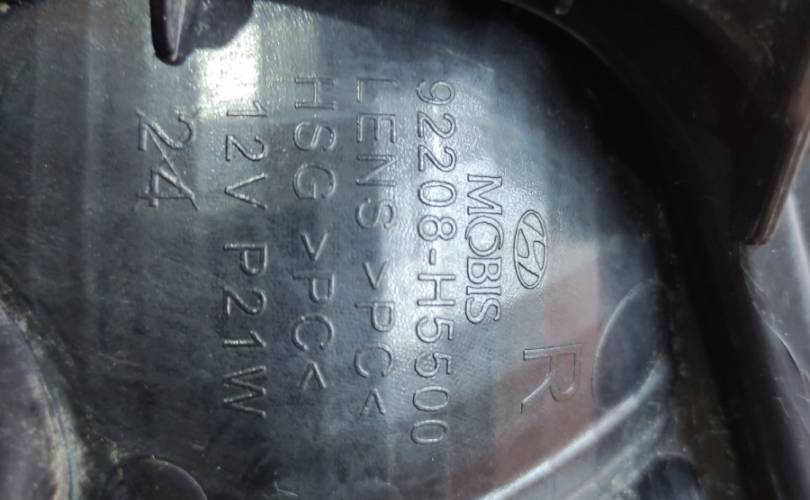 R
MOBIS
92208-H5500
LENS >PC<
HSG >PC<
12V P21W
24